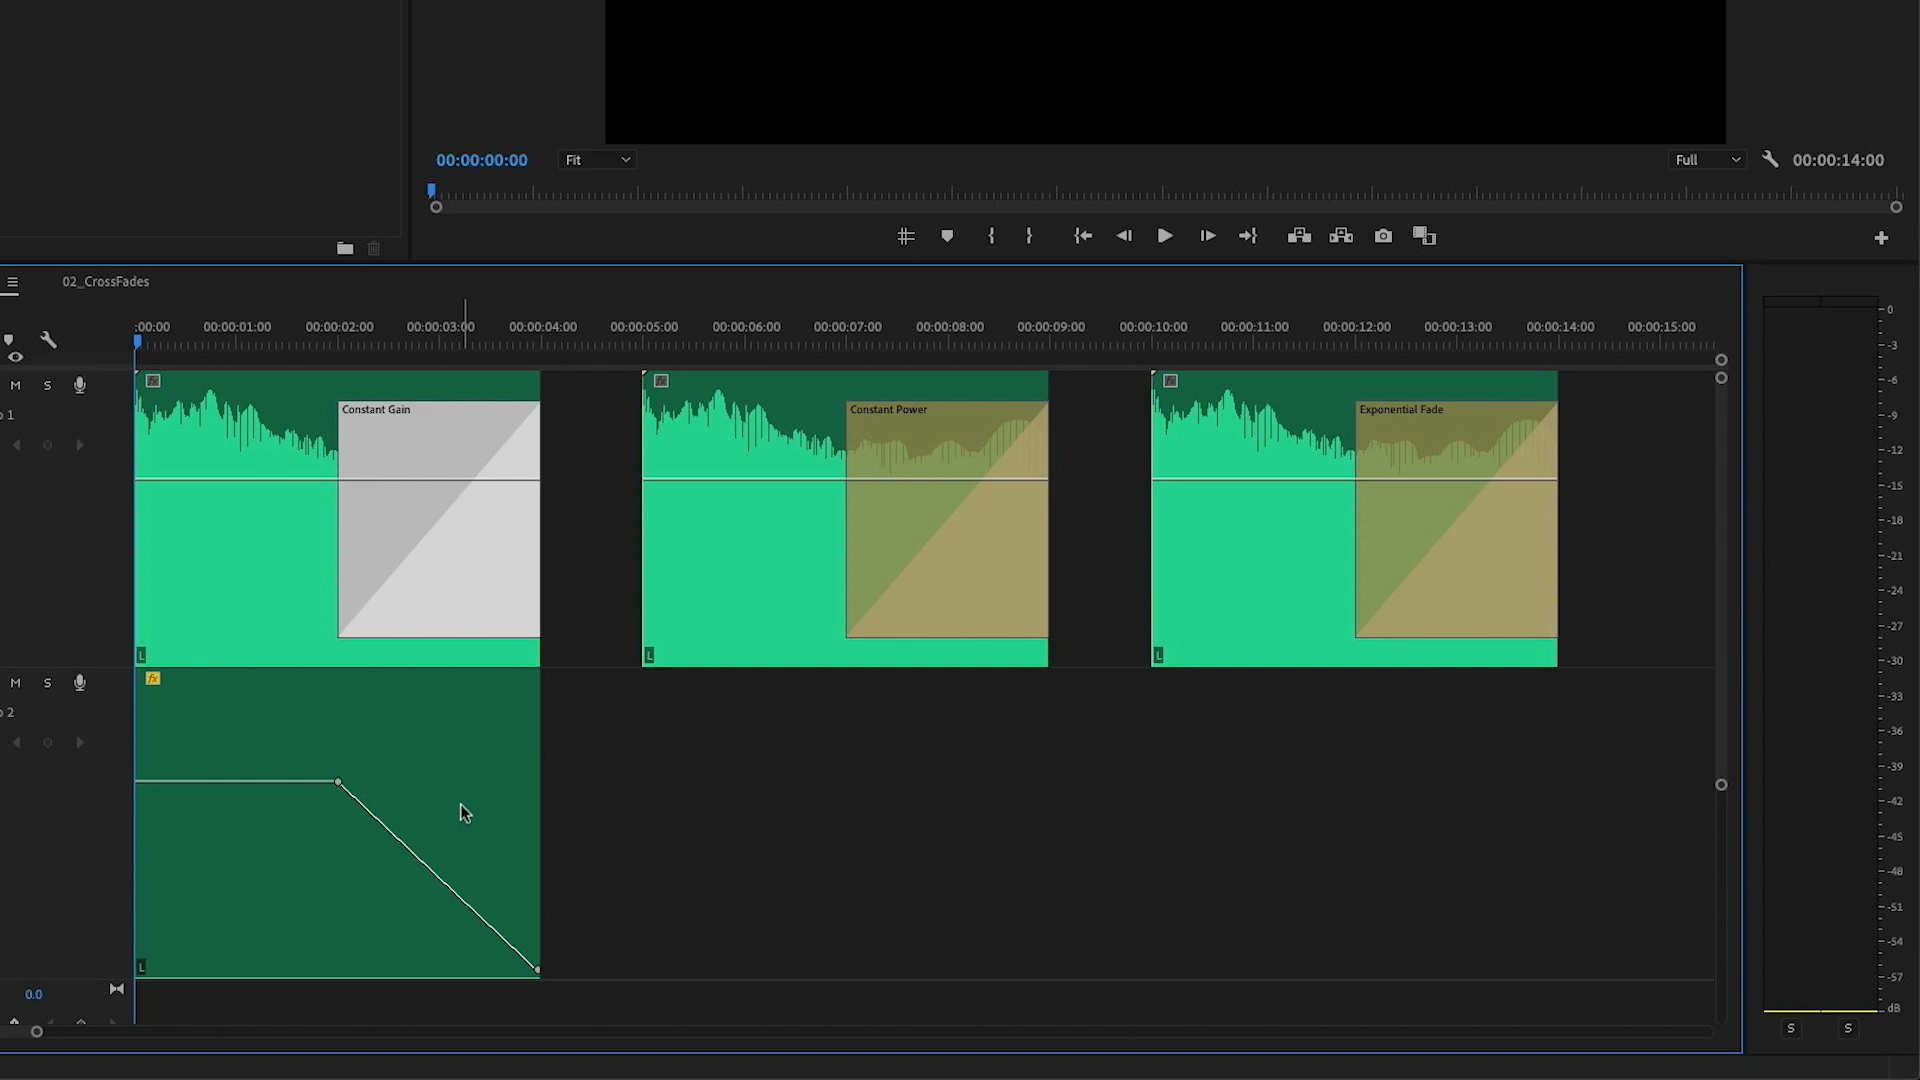 00:00:00:00
Fit
Full
00:00:14:00
02_CrossFades
:00:00
00:00:01:00
00:00:02:00
00:00:03:00
00:00:04:00
00:00:05:00
00:00:06:00
00:00:07:00
00:00:08:00
00:00:09:00
00:00:10:00
00:00:11:00
00:00:12:00
00:00:13:00
00:00:14:00
00:00:15:00
M S
fx
fx
fx
Constant Gain
Constant Power
Exponential Fade
o 1
L
L
L
M S
fx
o 2
L
0.0
0
-3
-6
-9
-12
-15
-18
-21
-24
-27
-30
-33
-36
-39
-42
-45
-48
-51
-54
-57
dB
S S